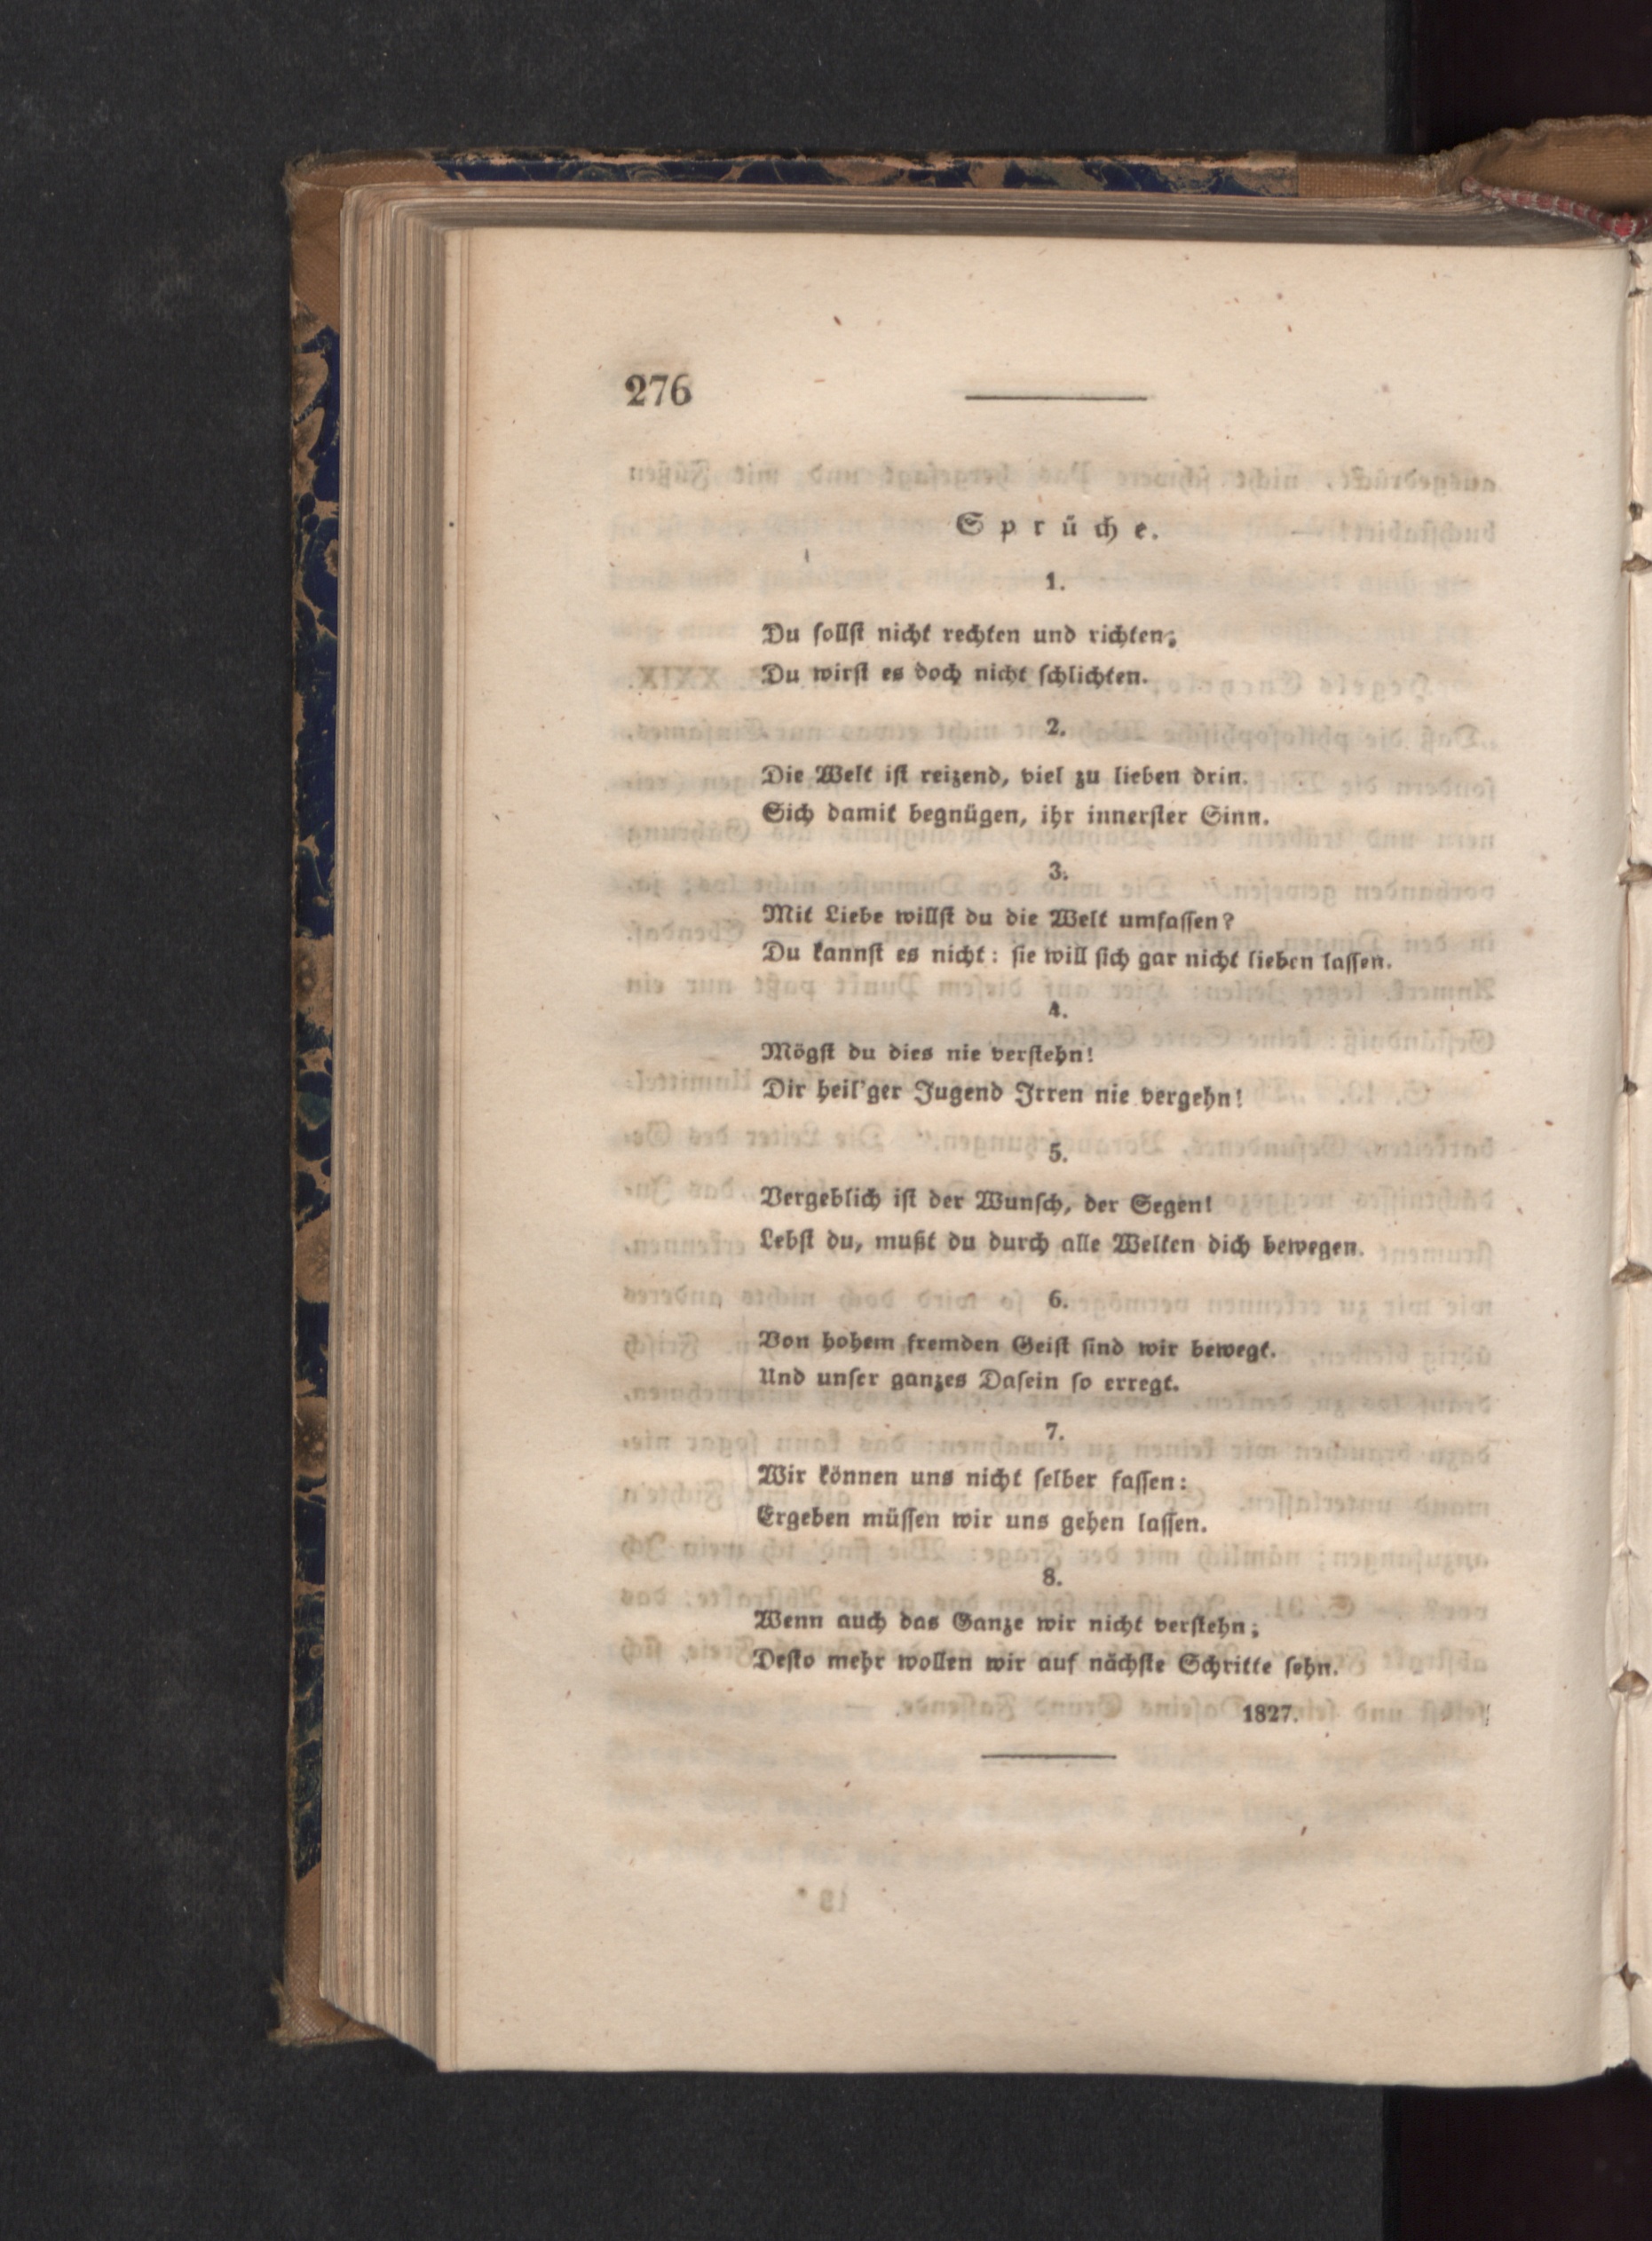 276
Sprüche.
1.
Du ſollſt nicht rechten und richten;
Du wirſt es doch nicht ſchlichten.
2.
Die Welt iſt reizend, viel zu lieben drin.
Sich damit begnügen, ihr innerſter Sinn.
3.
Mit Liebe willſt du die Welt umfaſſen?
Du kannſt es nicht: ſie will ſich gar nicht lieben laſſen.
4.
Mögſt du dies nie verſtehn!
Dir heil'ger Jugend Irren nie vergehn!
5.
Vergeblich iſt der Wunſch, der Segen!
Lebſt du, mußt du durch alle Welten dich bewegen.
6.
Von hohem fremden Geiſt ſind wir bewegt.
Und unſer ganzes Daſein ſo erregt.
7.
Wir können uns nicht ſelber faſſen:
Ergeben müſſen wir uns gehen laſſen.
8.
Wenn auch das Ganze wir nicht verſtehn;
Deſto mehr wollen wir auf nächſte Schritte ſehn.
1827.